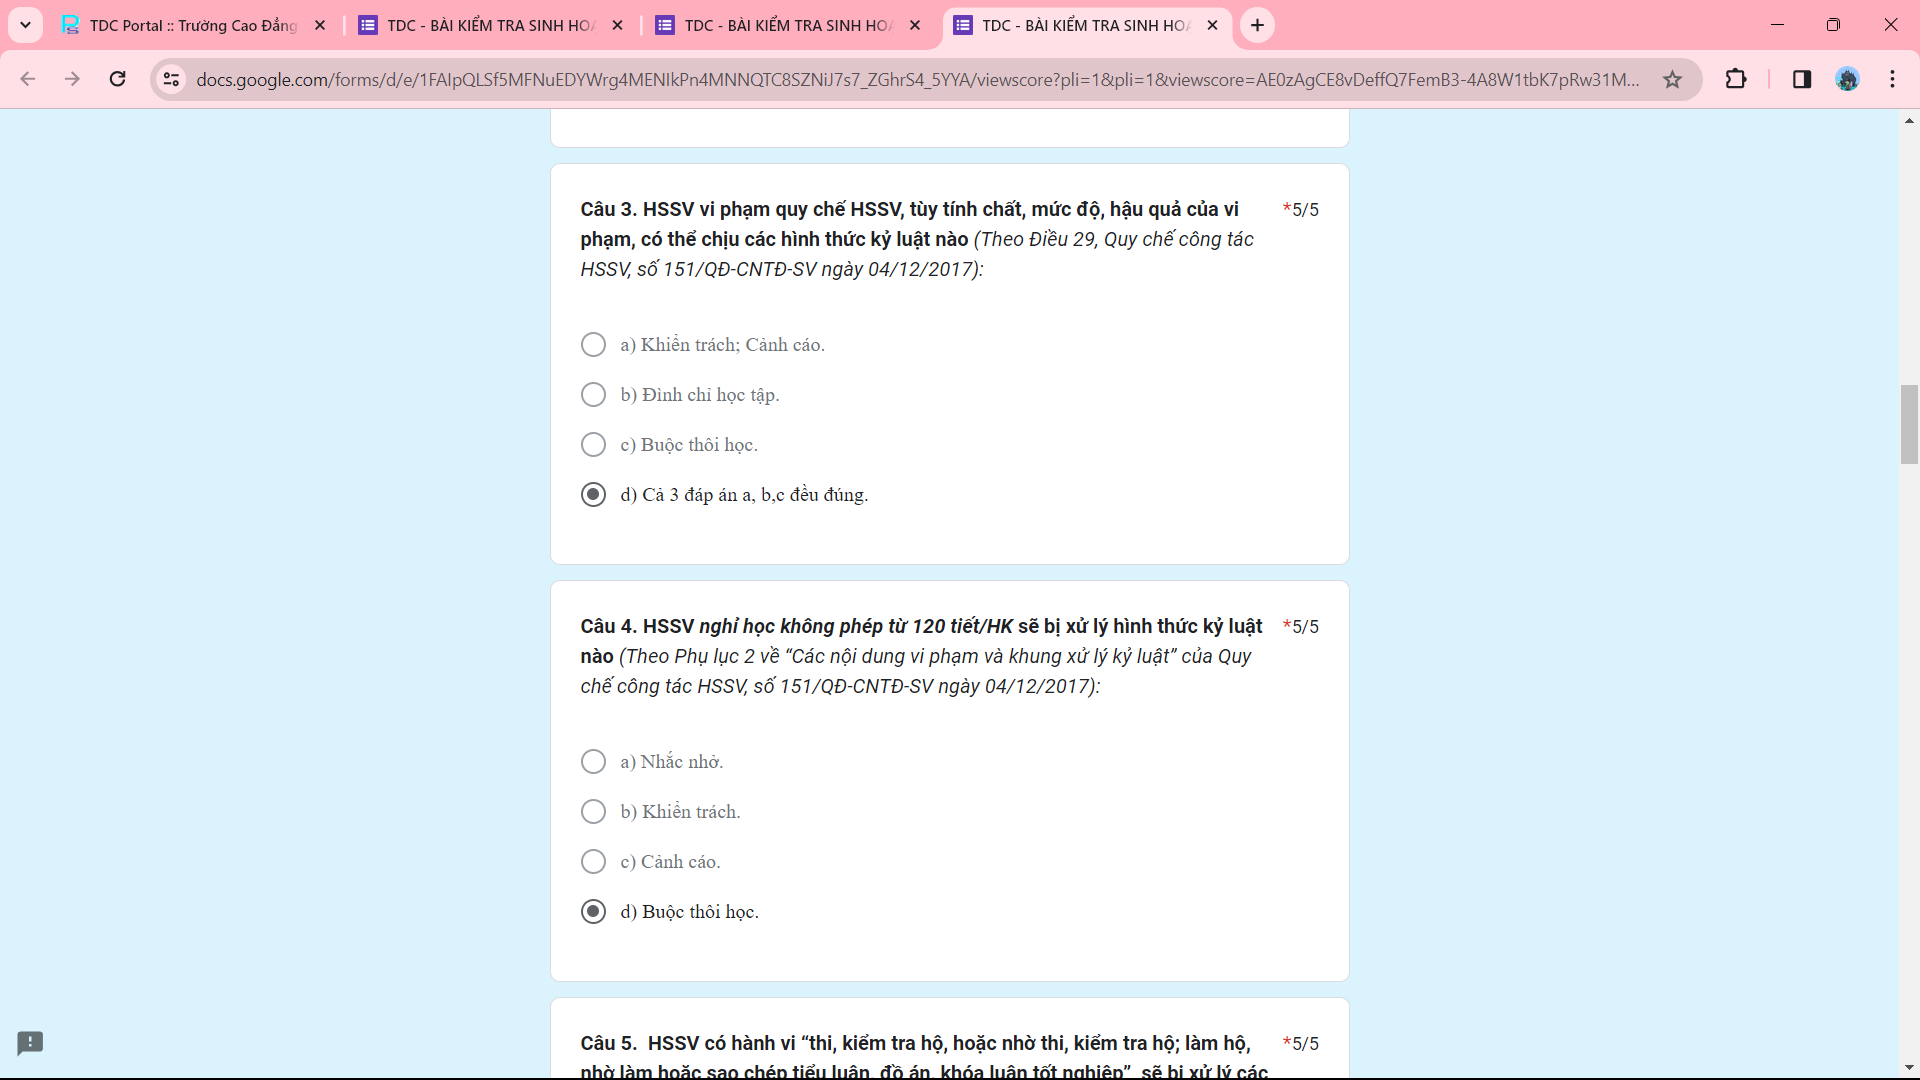 TDC Portal :: Trường Cao Đẳng
TDC - BÀI KIỂM TRA SINH HOA
TDC - BÀI KIỂM TRA SINH HOA
TDC - BÀI KIỂM TRA SINH HOA
docs.google.com/forms/d/e/1FAIpQLSf5MFNuEDYWrg4MENIkPn4MNNQTC8SZNiJ7s7_ZGhrS4_5YYA/viewscore?pli=1&pli=1&viewscore=AE0zAgCE8vDeffQ7FemB3-4A8W1tbK7pRw31M...
Câu 3. HSSV vi phạm quy chế HSSV, tùy tính chất, mức độ, hậu quả của vi *5/5
phạm, có thể chịu các hình thức kỷ luật nào (Theo Điều 29, Quy chế công tác
HSSV, số 151/QĐ-CNTĐ-SV ngày 04/12/2017):
a) Khiển trách; Cảnh cáo.
b) Đình chỉ học tập.
c) Buộc thôi học.
d) Cả 3 đáp án a, b,c đều đúng.
Câu 4. HSSV nghỉ học không phép từ 120 tiết/HK sẽ bị xử lý hình thức kỷ luật *5/5
nào (Theo Phụ lục 2 về “Các nội dung vi phạm và khung xử lý kỷ luật” của Quy
chế công tác HSSV, số 151/QĐ-CNTĐ-SV ngày 04/12/2017):
a) Nhắc nhở.
b) Khiển trách.
c) Cảnh cáo.
d) Buộc thôi học.
Câu 5. HSSV có hành vi “thi, kiểm tra hộ, hoặc nhờ thi, kiểm tra hộ; làm hộ, *5/5
nhờ làm hoặc sao chép tiểu luận, đồ án, khóa luận tốt nghiệp” sẽ bị xử lý các